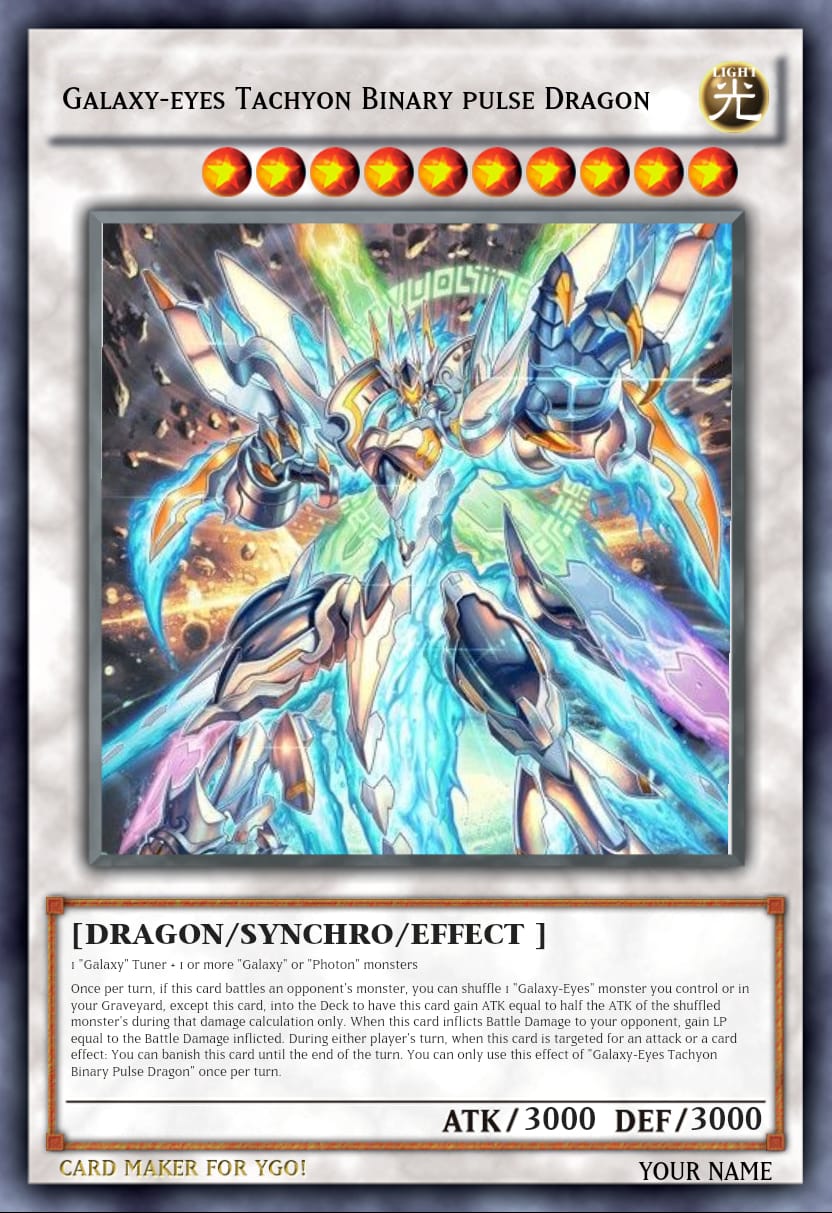 Galaxy-eyes Tachyon Binary pulse Dragon
LIGHT
光
[DRAGON/SYNCHRO/EFFECT ]
1 "Galaxy" Tuner + 1 or more "Galaxy" or "Photon" monsters
Once per turn, if this card battles an opponent's monster, you can shuffle 1 "Galaxy-Eyes" monster you control or in
your Graveyard, except this card, into the Deck to have this card gain ATK equal to half the ATK of the shuffled
monster's during that damage calculation only. When this card inflicts Battle Damage to your opponent, gain LP
equal to the Battle Damage inflicted. During either player's turn, when this card is targeted for an attack or a card
effect: You can banish this card until the end of the turn. You can only use this effect of "Galaxy-Eyes Tachyon
Binary Pulse Dragon" once per turn.
ATK/3000 DEF/3000
CARD MAKER FOR YGO!
YOUR NAME